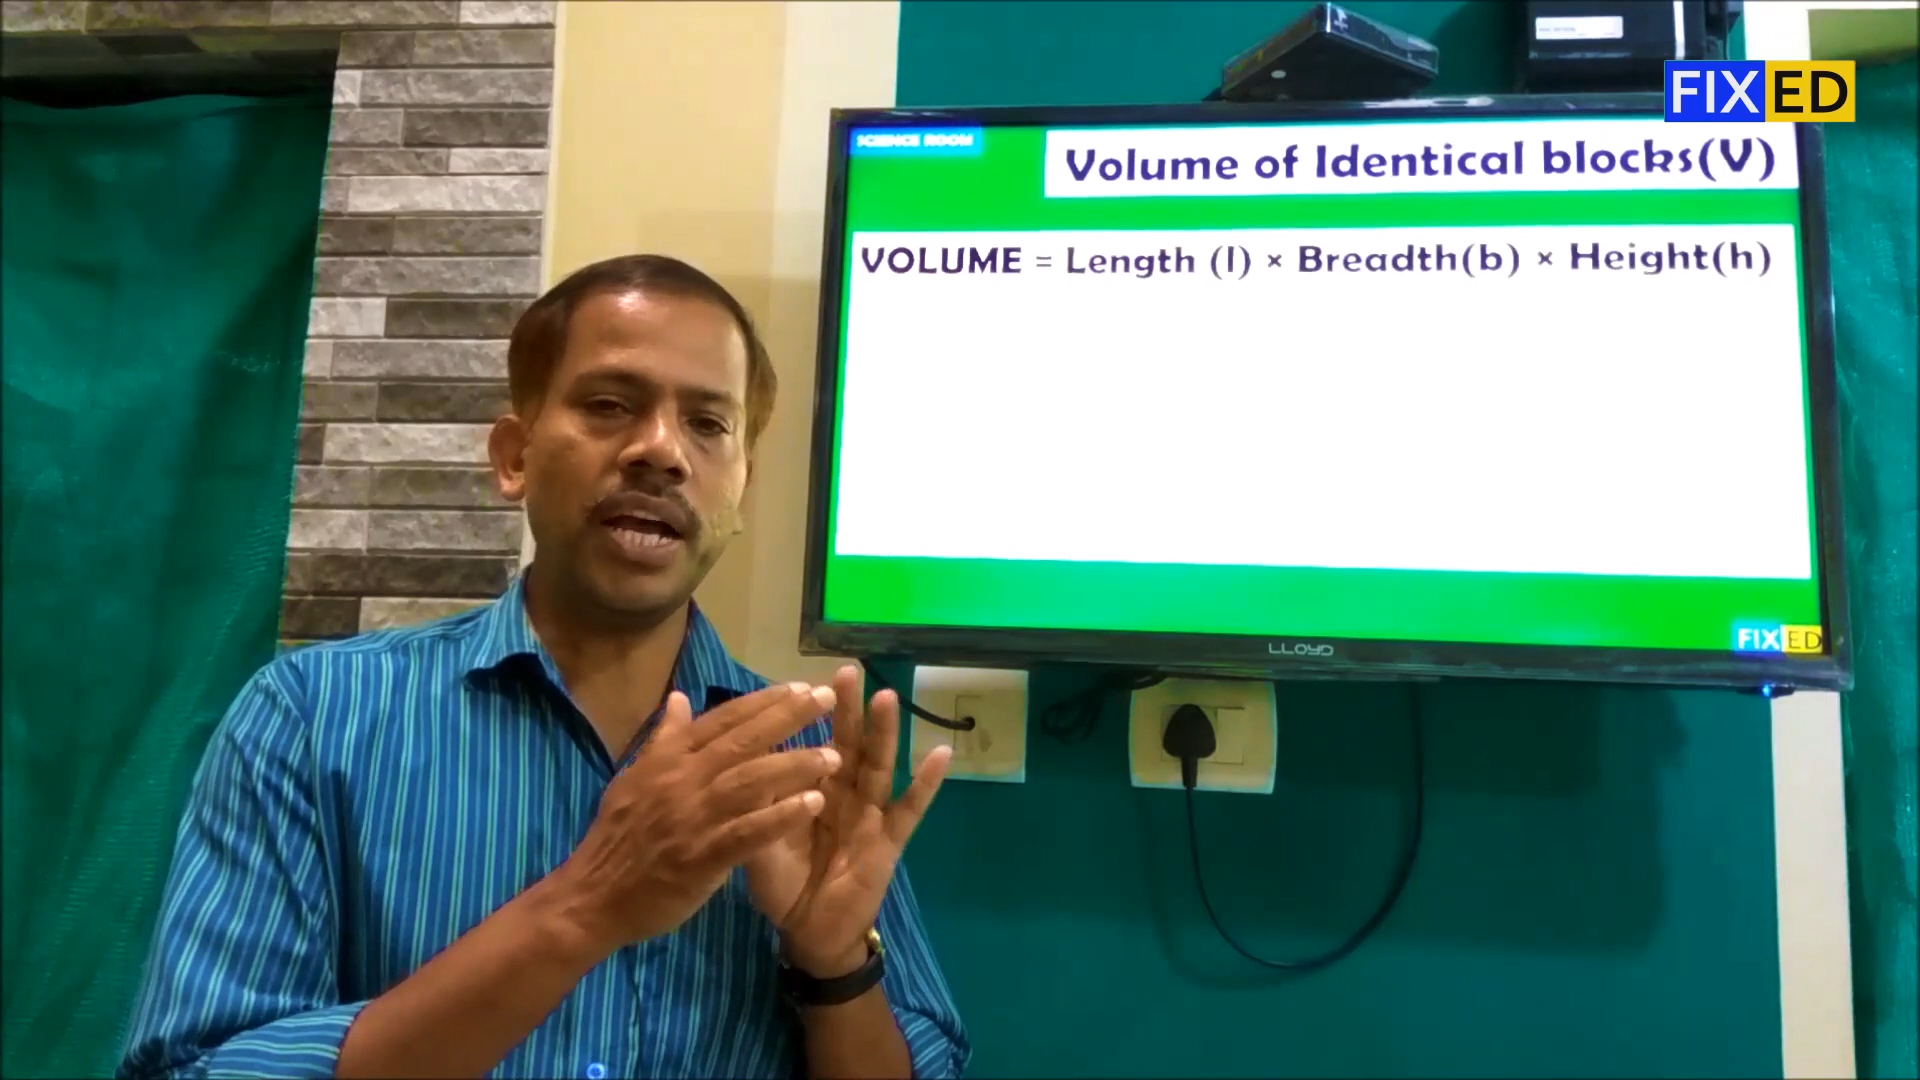 FIXED
SCIENCE ROOM
Volume of Identical blocks(V)
VOLUME = Length (l) × Breadth(b) × Height(h)
FIXED
LLOYD